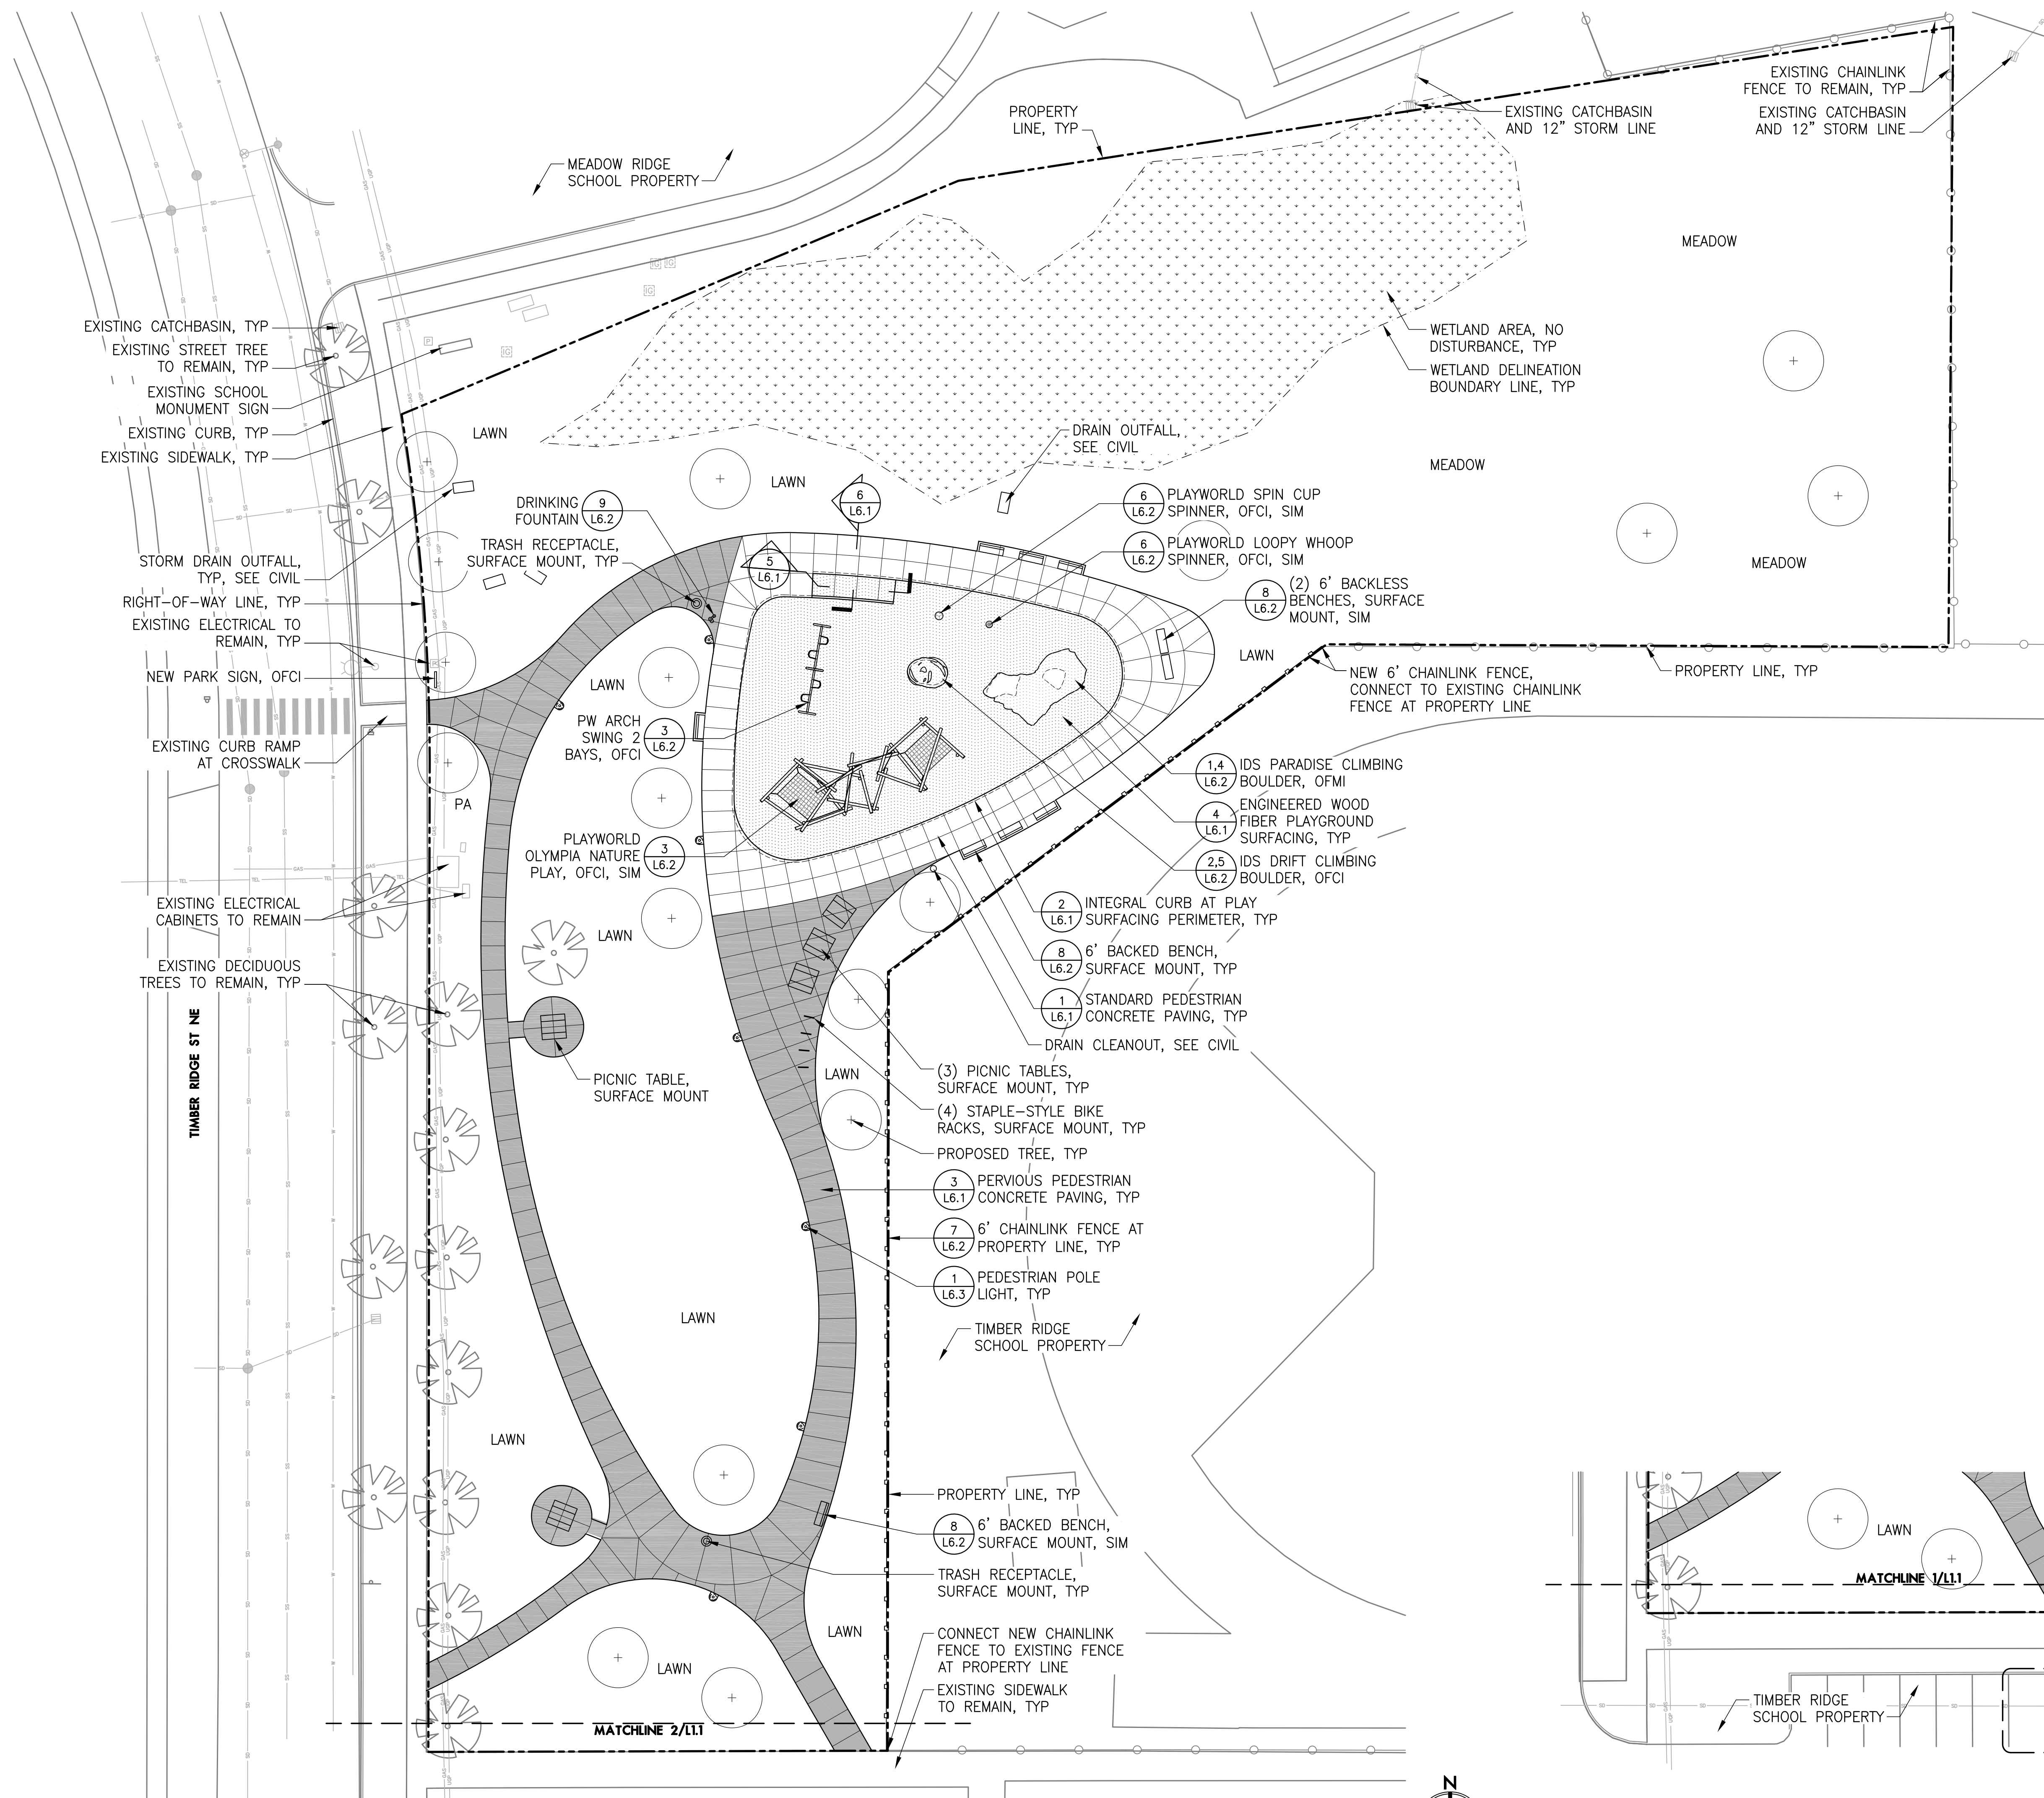 EXISTING CHAINLINK
FENCE TO REMAIN, TYP
EXISTING CATCHBASIN
AND 12" STORM LINE
EXISTING CATCHBASIN
AND 12" STORM LINE
PROPERTY
LINE, TYP
MEADOW RIDGE
SCHOOL PROPERTY
MEADOW
EXISTING CATCHBASIN, TYP
EXISTING STREET TREE
TO REMAIN, TYP
EXISTING SCHOOL
MONUMENT SIGN
EXISTING CURB, TYP
EXISTING SIDEWALK, TYP
WETLAND AREA, NO
DISTURBANCE, TYP
WETLAND DELINEATION
BOUNDARY LINE, TYP
LAWN
DRAIN OUTFALL,
SEE CIVIL
MEADOW
LAWN
DRINKING
FOUNTAIN
9
L6.2
6
L6.1
6
L6.2
PLAYWORLD SPIN CUP
SPINNER, OFCI, SIM
TRASH RECEPTACLE,
SURFACE MOUNT, TYP
5
L6.1
6
L6.2
PLAYWORLD LOOPY WHOOP
SPINNER, OFCI, SIM
MEADOW
STORM DRAIN OUTFALL,
TYP, SEE CIVIL
8
L6.2
(2) 6' BACKLESS
BENCHES, SURFACE
MOUNT, SIM
RIGHT-OF-WAY LINE, TYP
EXISTING ELECTRICAL TO
REMAIN, TYP
NEW PARK SIGN, OFCI
LAWN
LAWN
NEW 6' CHAINLINK FENCE,
CONNECT TO EXISTING CHAINLINK
FENCE AT PROPERTY LINE
PROPERTY LINE, TYP
PW ARCH
SWING 2
BAYS, OFCI
3
L6.2
EXISTING CURB RAMP
AT CROSSWALK
1,4
L6.2
IDS PARADISE CLIMBING
BOULDER, OFMI
PA
4
L6.1
ENGINEERED WOOD
FIBER PLAYGROUND
SURFACING, TYP
PLAYWORLD
OLYMPIA NATURE
PLAY, OFCI, SIM
3
L6.2
2,5
L6.2
IDS DRIFT CLIMBING
BOULDER, OFCI
EXISTING ELECTRICAL
CABINETS TO REMAIN
2
L6.1
INTEGRAL CURB AT PLAY
SURFACING PERIMETER, TYP
LAWN
8
L6.2
6' BACKED BENCH,
SURFACE MOUNT, TYP
EXISTING DECIDUOUS
TREES TO REMAIN, TYP
1
L6.1
STANDARD PEDESTRIAN
CONCRETE PAVING, TYP
DRAIN CLEANOUT, SEE CIVIL
TIMBER RIDGE ST NE
PICNIC TABLE,
SURFACE MOUNT
LAWN
(3) PICNIC TABLES,
SURFACE MOUNT, TYP
(4) STAPLE-STYLE BIKE
RACKS, SURFACE MOUNT, TYP
PROPOSED TREE, TYP
3
L6.1
PERVIOUS PEDESTRIAN
CONCRETE PAVING, TYP
7
L6.2
6' CHAINLINK FENCE AT
PROPERTY LINE, TYP
1
L6.3
PEDESTRIAN POLE
LIGHT, TYP
LAWN
TIMBER RIDGE
SCHOOL PROPERTY
LAWN
PROPERTY LINE, TYP
8
L6.2
6' BACKED BENCH,
SURFACE MOUNT, SIM
TRASH RECEPTACLE,
SURFACE MOUNT, TYP
LAWN
CONNECT NEW CHAINLINK
FENCE TO EXISTING FENCE
AT PROPERTY LINE
LAWN
EXISTING SIDEWALK
TO REMAIN, TYP
MATCHLINE 2/L1.1
LAWN
MATCHLINE 1/L1.1
TIMBER RIDGE
SCHOOL PROPERTY
N